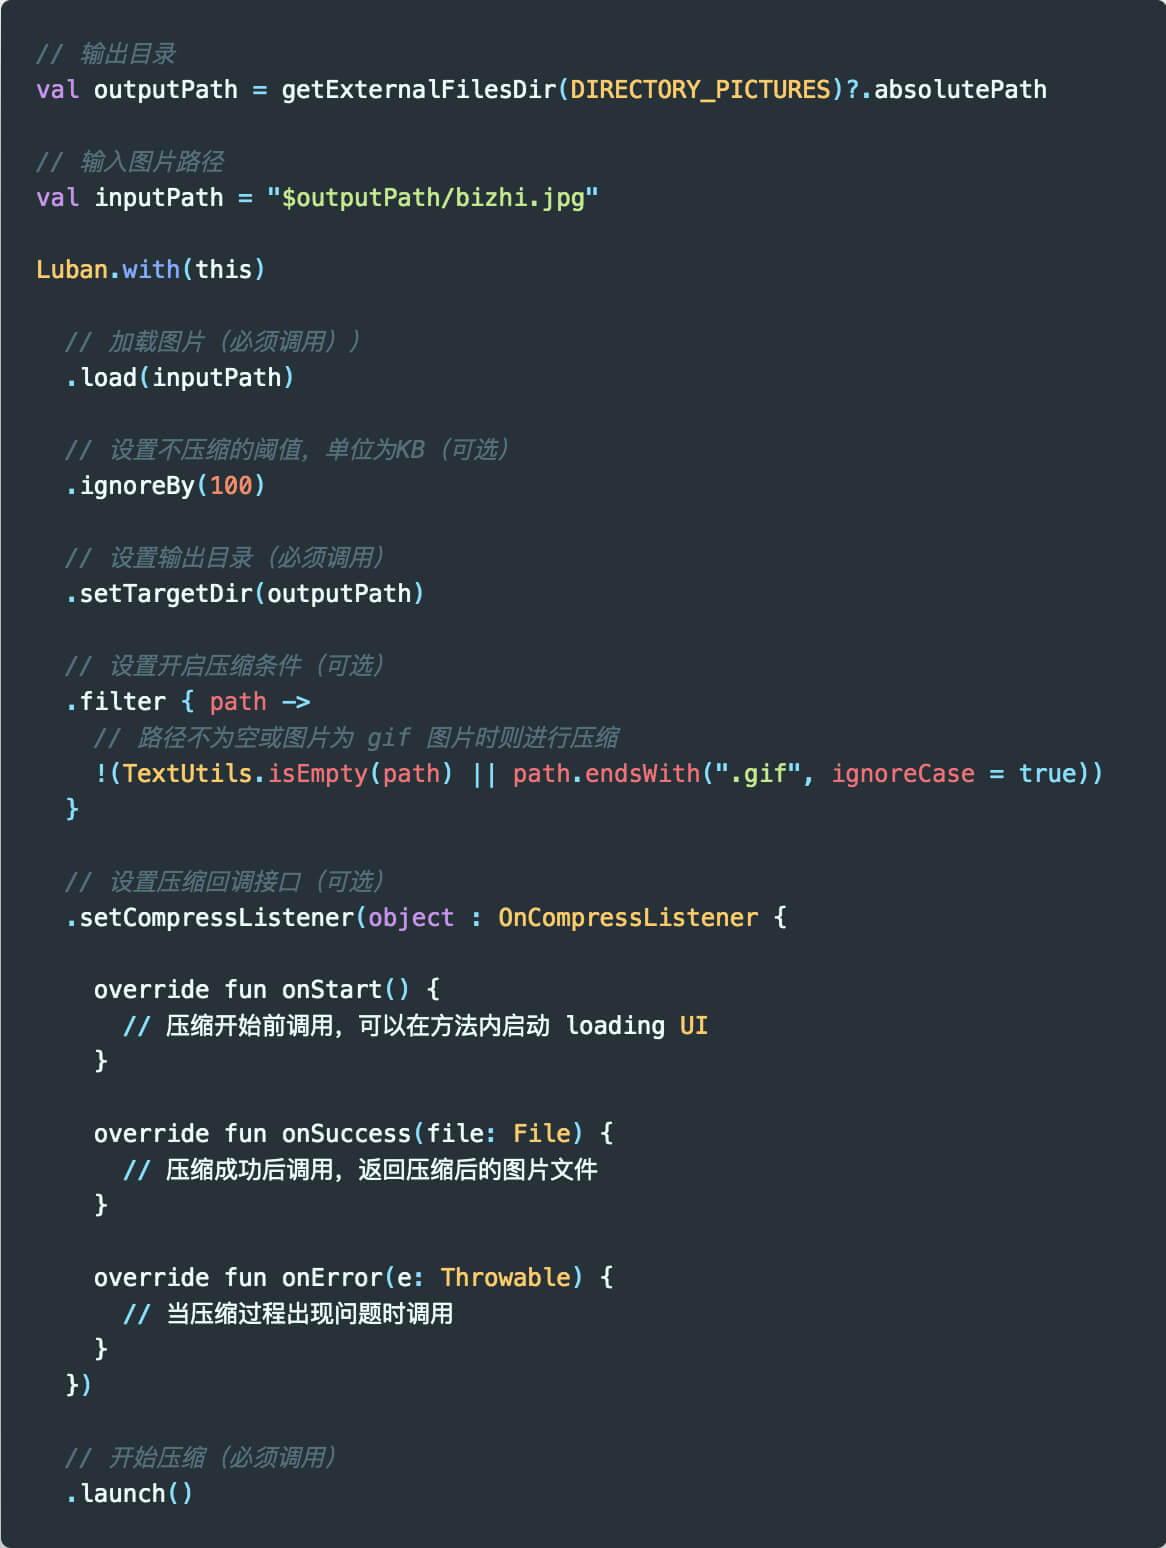 // 输出目录
val outputPath = getExternalFilesDir(DIRECTORY_PICTURES)?.absolutePath
// 输入图片路径
val inputPath = "$outputPath/bizhi.jpg"
Luban.with(this)
// 加载图片（必须调用））
.load(inputPath)
// 设置不压缩的阈值，单位为KB（可选）
.ignoreBy(100)
// 设置输出目录（必须调用）
.setTargetDir(outputPath)
// 设置开启压缩条件（可选）
.filter { path ->
// 路径不为空或图片为 gif 图片时则进行压缩
!(TextUtils.isEmpty(path) || path.endsWith(".gif", ignoreCase = true))
}
// 设置压缩回调接口（可选）
.setCompressListener(object : OnCompressListener {
override fun onStart() {
// 压缩开始前调用，可以在方法内启动 loading UI
}
override fun onSuccess(file: File) {
// 压缩成功后调用，返回压缩后的图片文件
}
override fun onError(e: Throwable) {
// 当压缩过程出现问题时调用
}
})
// 开始压缩（必须调用）
.launch()